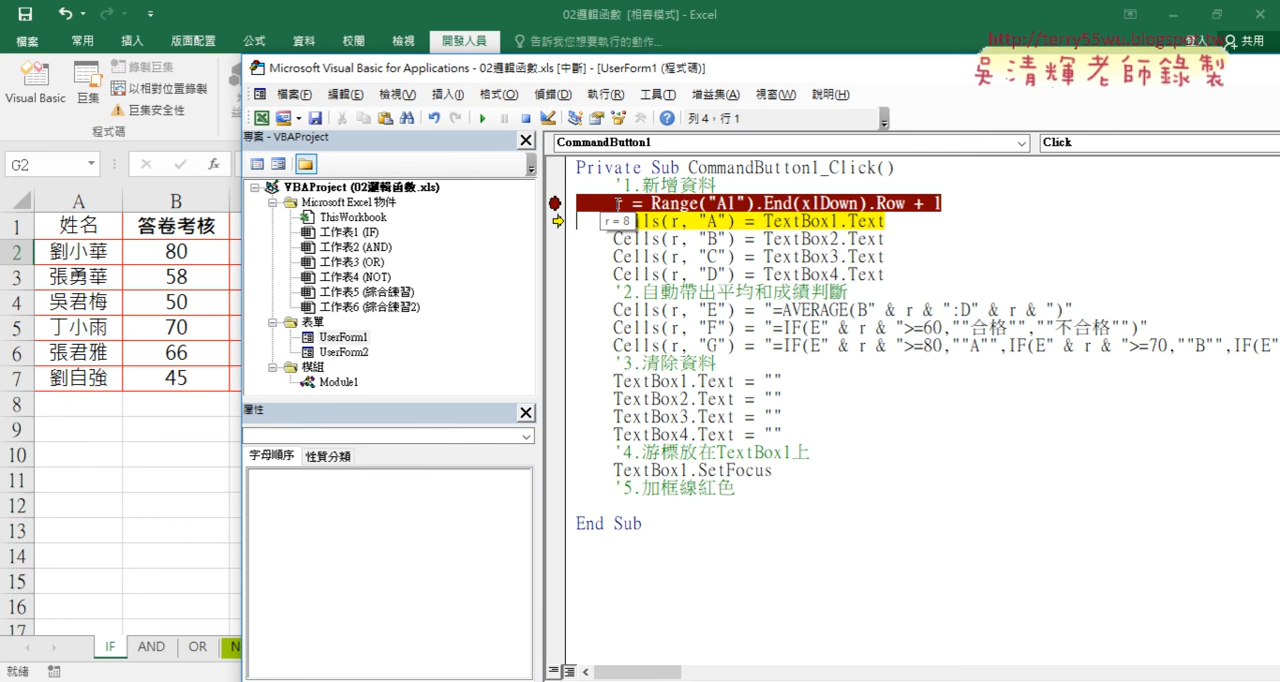 02邏輯函數 [相容模式] - Excel
檔案 常用 插入 版面配置 公式 資料 校閱 檢視 開發人員 告訴我您想要執行的動作... 登入 共用
http://terry55wu.blogspot.tw
吳清輝老師錄製
Visual Basic 巨集 錄製巨集
以相對位置錄製
巨集安全性
程式碼
G2 fx
A B
1 姓名 答卷考核
2 劉小華 80
3 張勇華 58
4 吳君梅 50
5 丁小雨 70
6 張君雅 66
7 劉自強 45
8
9
10
11
12
13
14
15
16
17
IF AND OR N
就緒
Microsoft Visual Basic for Applications - 02邏輯函數.xls [中斷] - [UserForm1 (程式碼)]
檔案(F) 編輯(E) 檢視(V) 插入(I) 格式(O) 偵錯(D) 執行(R) 工具(T) 增益集(A) 視窗(W) 說明(H)
列 4，行 1
專案 - VBAProject
VBAProject (02邏輯函數.xls)
Microsoft Excel 物件
ThisWorkbook
工作表1 (IF)
工作表2 (AND)
工作表3 (OR)
工作表4 (NOT)
工作表5 (綜合練習)
工作表6 (綜合練習2)
表單
UserForm1
UserForm2
模組
Module1
屬性
字母順序 性質分類
CommandButton1 Click
Private Sub CommandButton1_Click()
'1.新增資料
r = Range("A1").End(xlDown).Row + 1
r = 8
Cells(r, "A") = TextBox1.Text
Cells(r, "B") = TextBox2.Text
Cells(r, "C") = TextBox3.Text
Cells(r, "D") = TextBox4.Text
'2.自動帶出平均和成績判斷
Cells(r, "E") = "=AVERAGE(B" & r & ":D" & r & ")"
Cells(r, "F") = "=IF(E" & r & ">=60,""合格"",""不合格"")"
Cells(r, "G") = "=IF(E" & r & ">=80,""A"",IF(E" & r & ">=70,""B"",IF(E"
'3.清除資料
TextBox1.Text = ""
TextBox2.Text = ""
TextBox3.Text = ""
TextBox4.Text = ""
'4.游標放在TextBox1上
TextBox1.SetFocus
'5.加框線紅色
End Sub